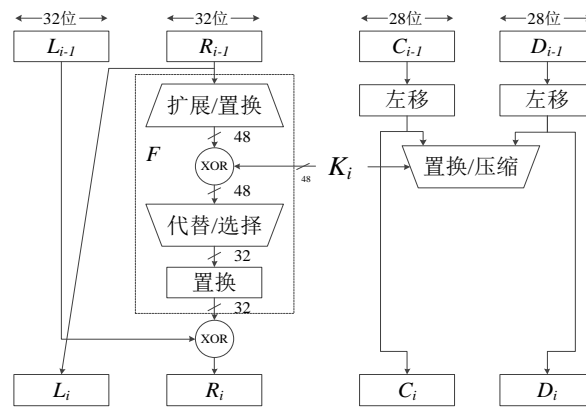 32位 32位 28位 28位
L_{i-1} R_{i-1} C_{i-1} D_{i-1}
扩展/置换 左移 左移
48
F XOR 48 K_i 置换/压缩
48
代替/选择
32
置换
32
XOR
L_i R_i C_i D_i